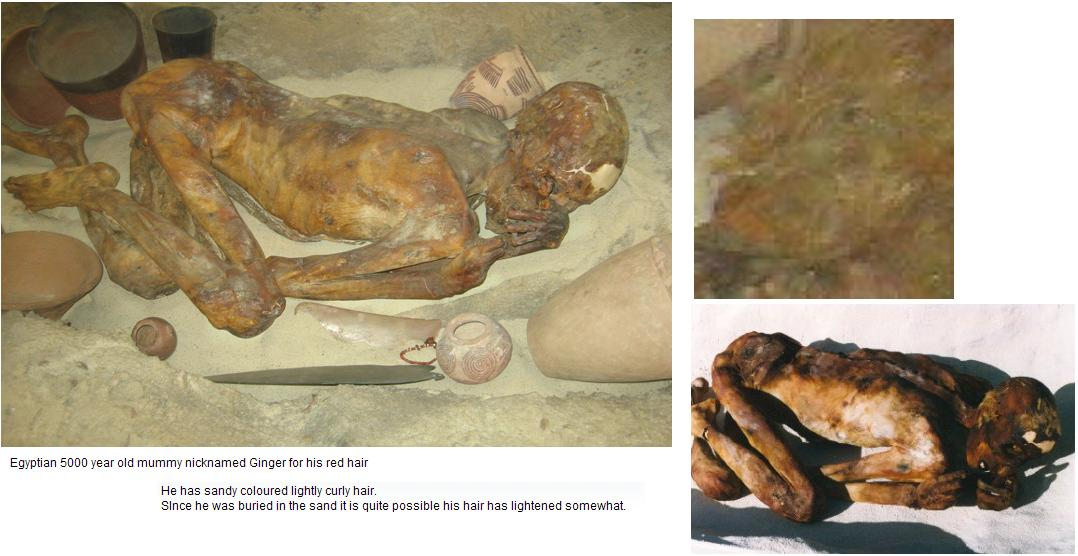 Egyptian 5000 year old mummy nicknamed Ginger for his red hair
He has sandy coloured lightly curly hair.
SInce he was buried in the sand it is quite possible his hair has lightened somewhat.